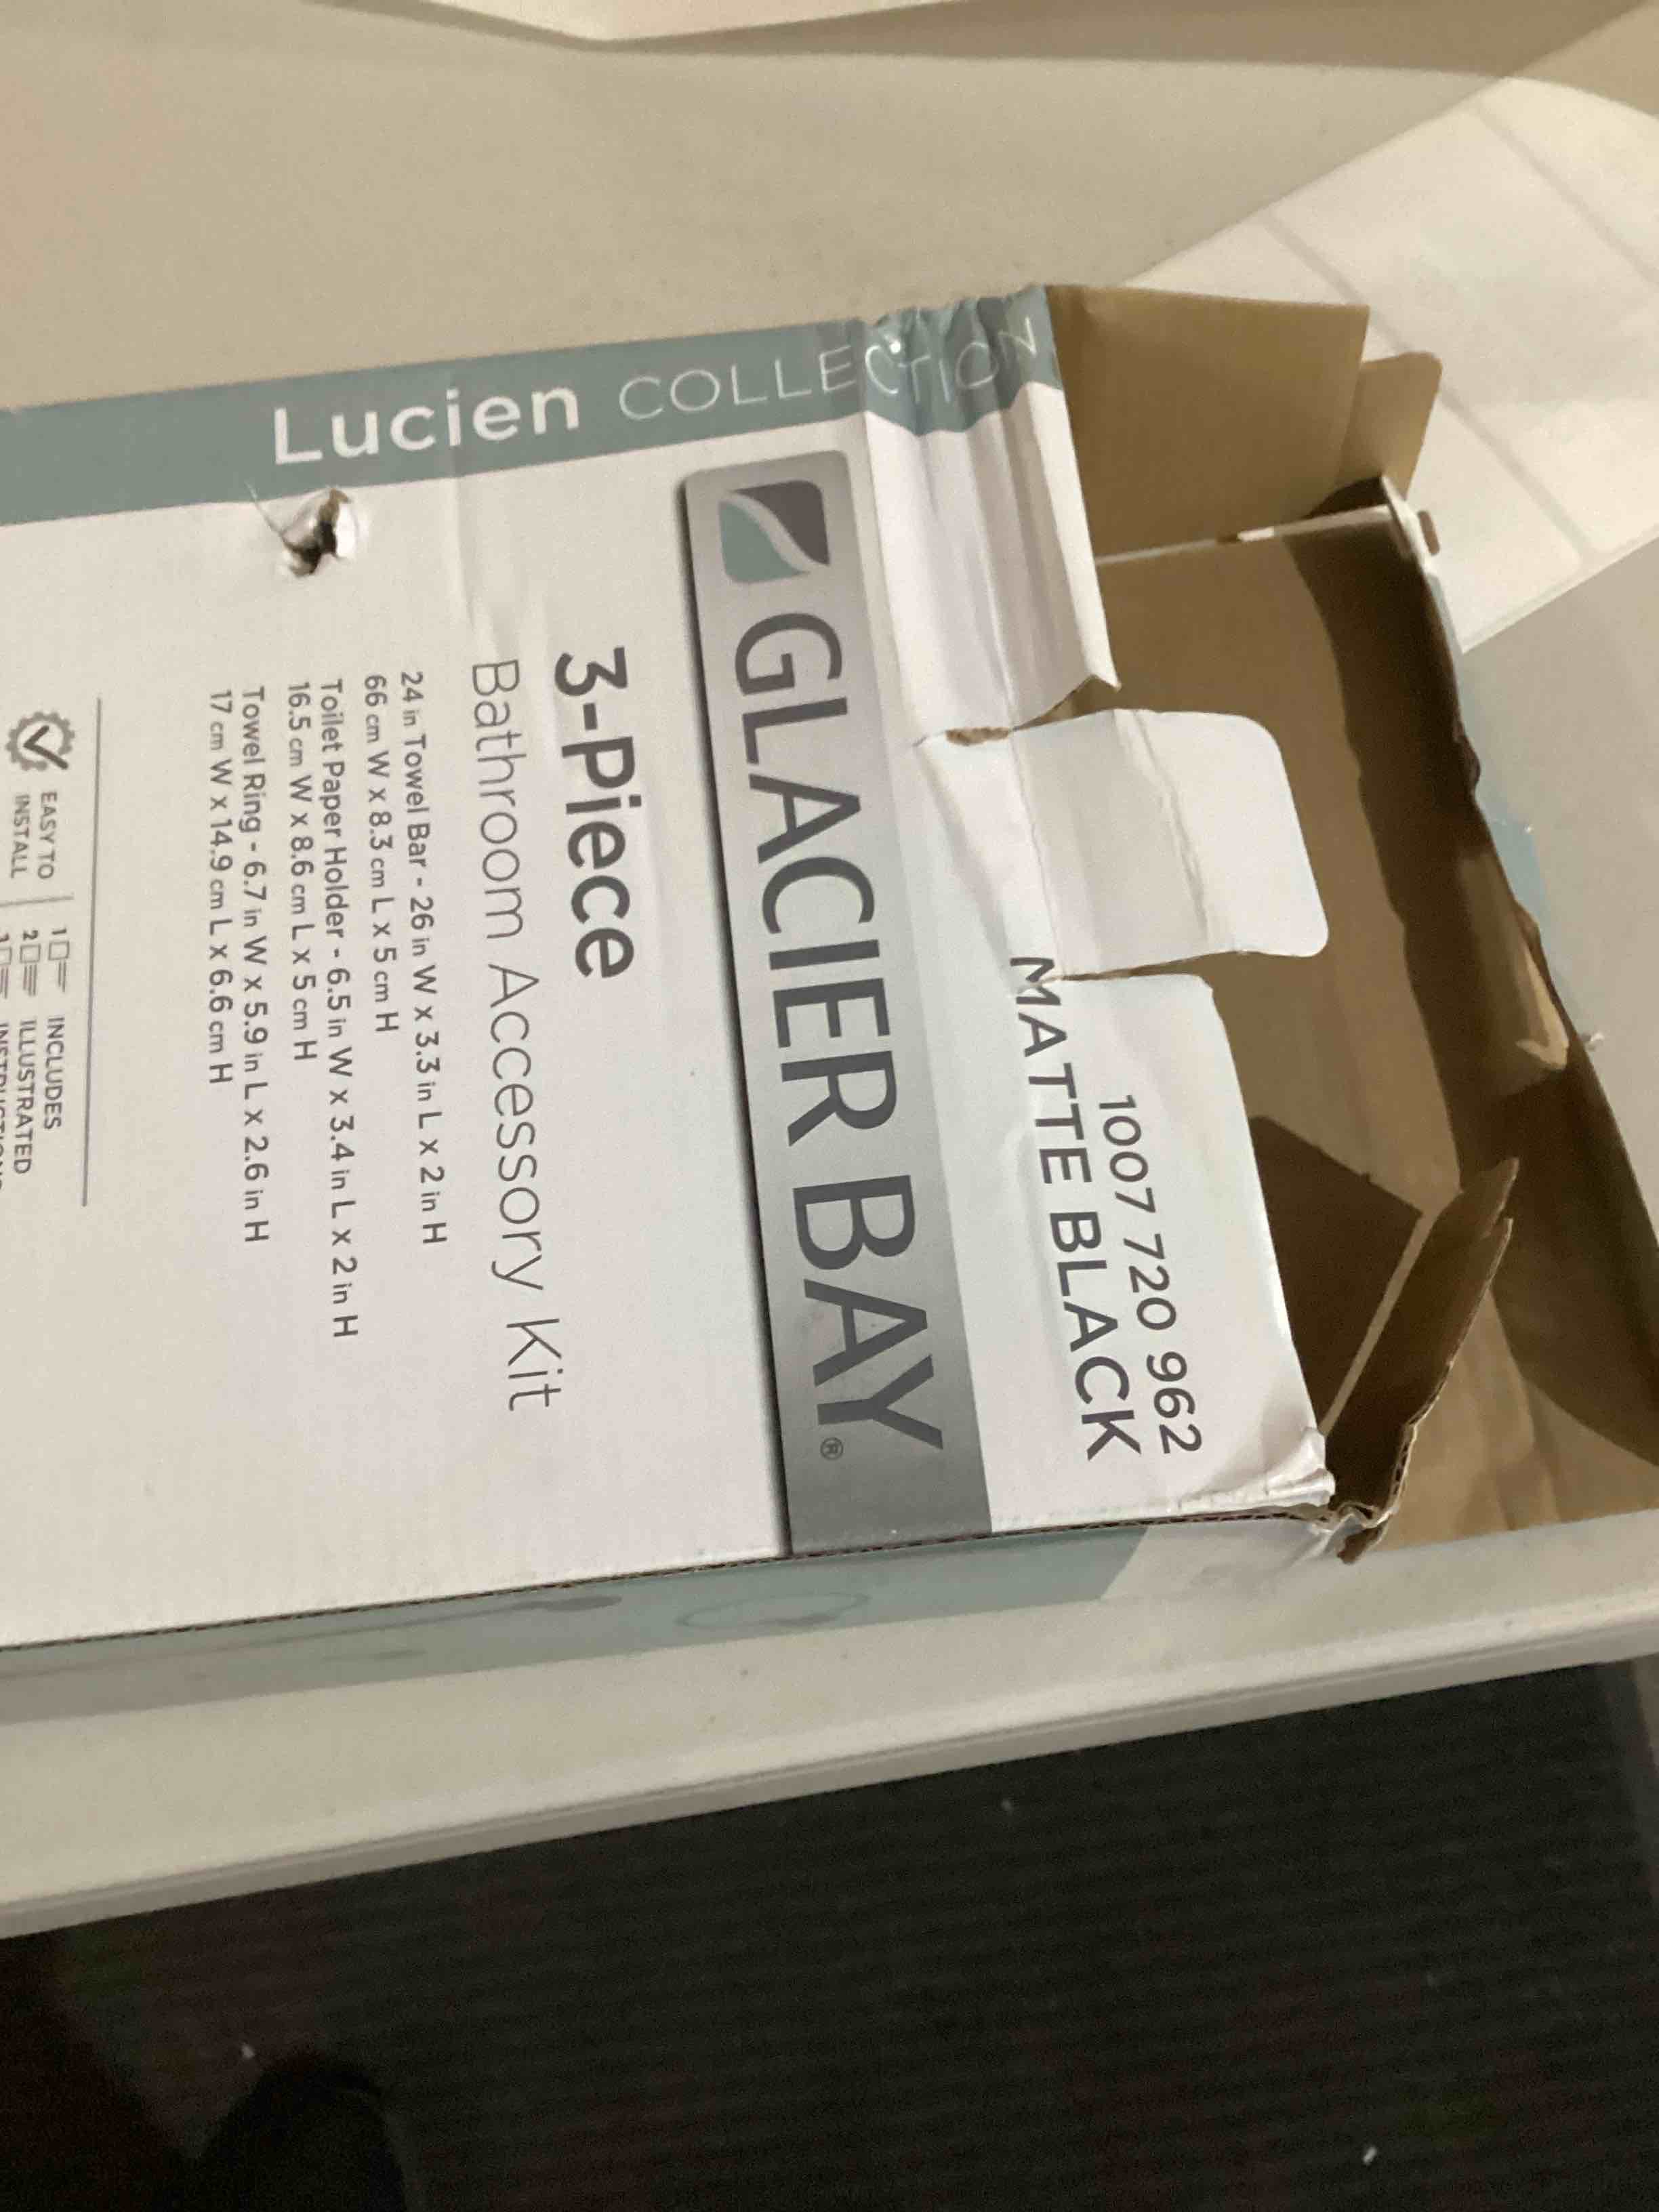 1007 720 962
MATTE BLACK
GLACIER BAY®
Lucien COLLECTION
3-Piece
Bathroom Accessory Kit
24 in Towel Bar - 26 in W x 3.3 in L x 2 in H
66 cm W x 8.3 cm L x 5 cm H
Toilet Paper Holder - 6.5 in W x 3.4 in L x 2 in H
16.5 cm W x 8.6 cm L x 5 cm H
Towel Ring - 6.7 in W x 5.9 in L x 2.6 in H
17 cm W x 14.9 cm L x 6.6 cm H
EASY TO
INSTALL
1
2
INCLUDES
ILLUSTRATED